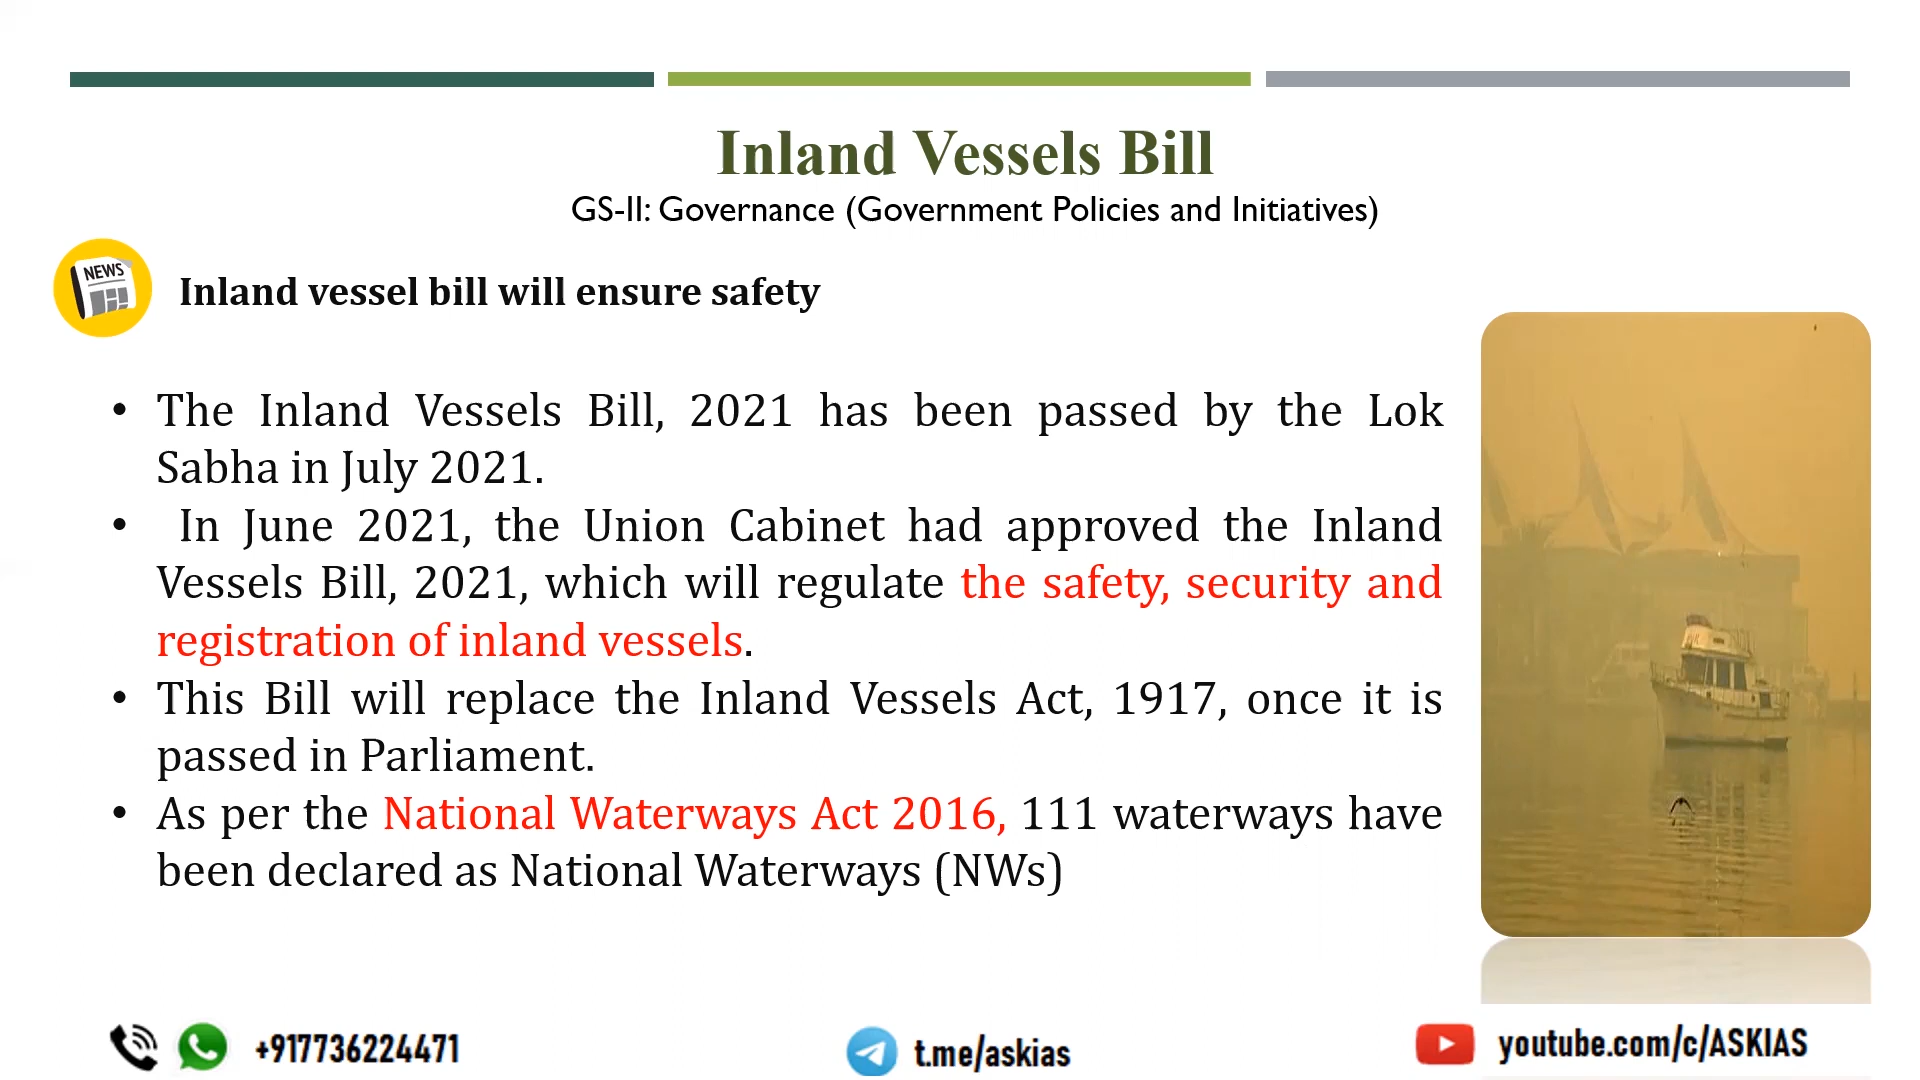 Inland Vessels Bill
GS-II: Governance (Government Policies and Initiatives)
NEWS
Inland vessel bill will ensure safety
• The Inland Vessels Bill, 2021 has been passed by the Lok
Sabha in July 2021.
• In June 2021, the Union Cabinet had approved the Inland
Vessels Bill, 2021, which will regulate the safety, security and
registration of inland vessels.
• This Bill will replace the Inland Vessels Act, 1917, once it is
passed in Parliament.
• As per the National Waterways Act 2016, 111 waterways have
been declared as National Waterways (NWs)
+917736224471
t.me/askias
youtube.com/c/ASKIAS